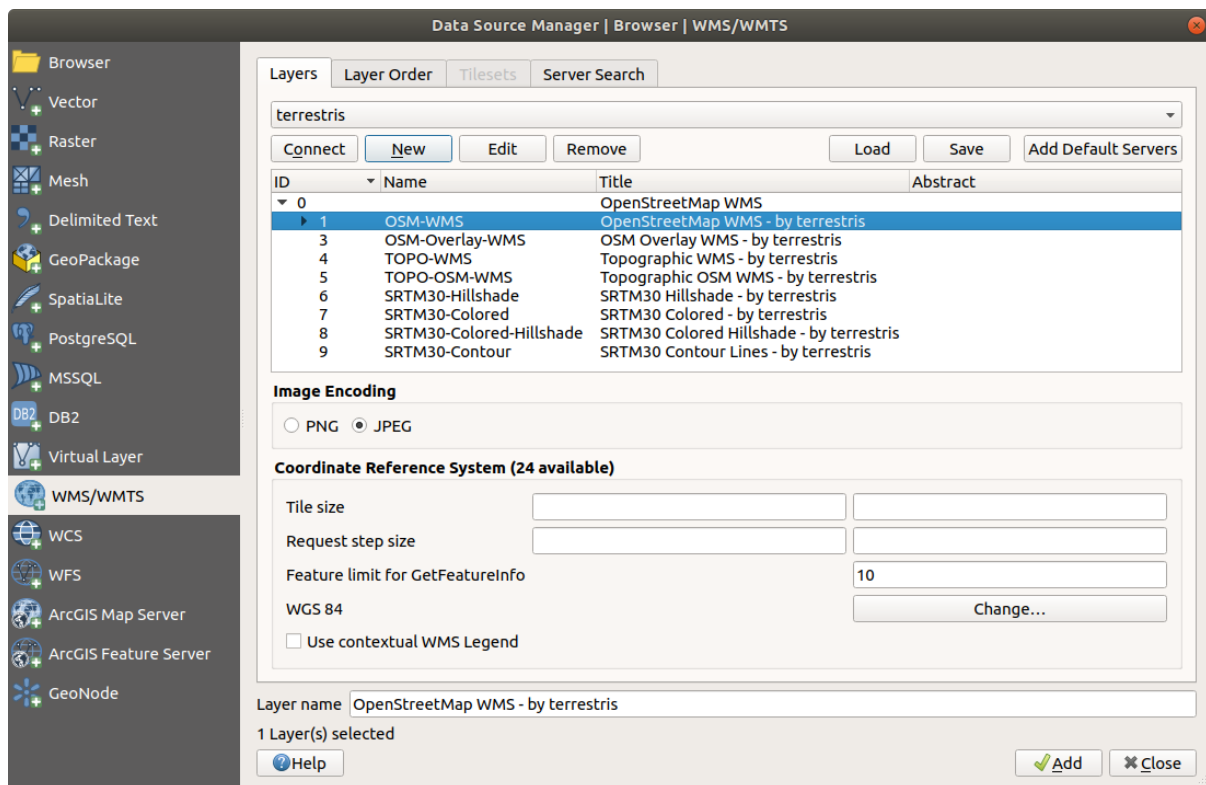 Data Source Manager | Browser | WMS/WMTS
Browser
Vector
Raster
Mesh
Delimited Text
GeoPackage
SpatiaLite
PostgreSQL
MSSQL
DB2 DB2
Virtual Layer
WMS/WMTS
WCS
WFS
ArcGIS Map Server
ArcGIS Feature Server
GeoNode
Layers Layer Order Tilesets Server Search
terrestris
Connect New Edit Remove Load Save Add Default Servers
ID Name Title Abstract
0 OpenStreetMap WMS
1 OSM-WMS OpenStreetMap WMS - by terrestris
3 OSM-Overlay-WMS OSM Overlay WMS - by terrestris
4 TOPO-WMS Topographic WMS - by terrestris
5 TOPO-OSM-WMS Topographic OSM WMS - by terrestris
6 SRTM30-Hillshade SRTM30 Hillshade - by terrestris
7 SRTM30-Colored SRTM30 Colored - by terrestris
8 SRTM30-Colored-Hillshade SRTM30 Colored Hillshade - by terrestris
9 SRTM30-Contour SRTM30 Contour Lines - by terrestris
Image Encoding
PNG JPEG
Coordinate Reference System (24 available)
Tile size
Request step size
Feature limit for GetFeatureInfo 10
WGS 84 Change...
Use contextual WMS Legend
Layer name OpenStreetMap WMS - by terrestris
1 Layer(s) selected
Help Add Close